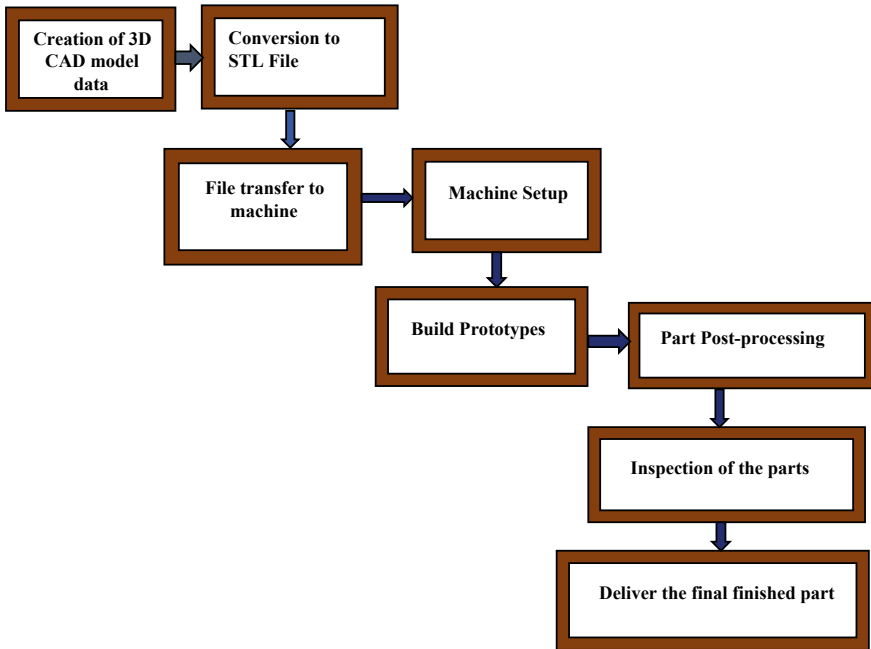 Creation of 3D
CAD model
data
Conversion to
STL File
File transfer to
machine
Machine Setup
Build Prototypes
Part Post-processing
Inspection of the parts
Deliver the final finished part